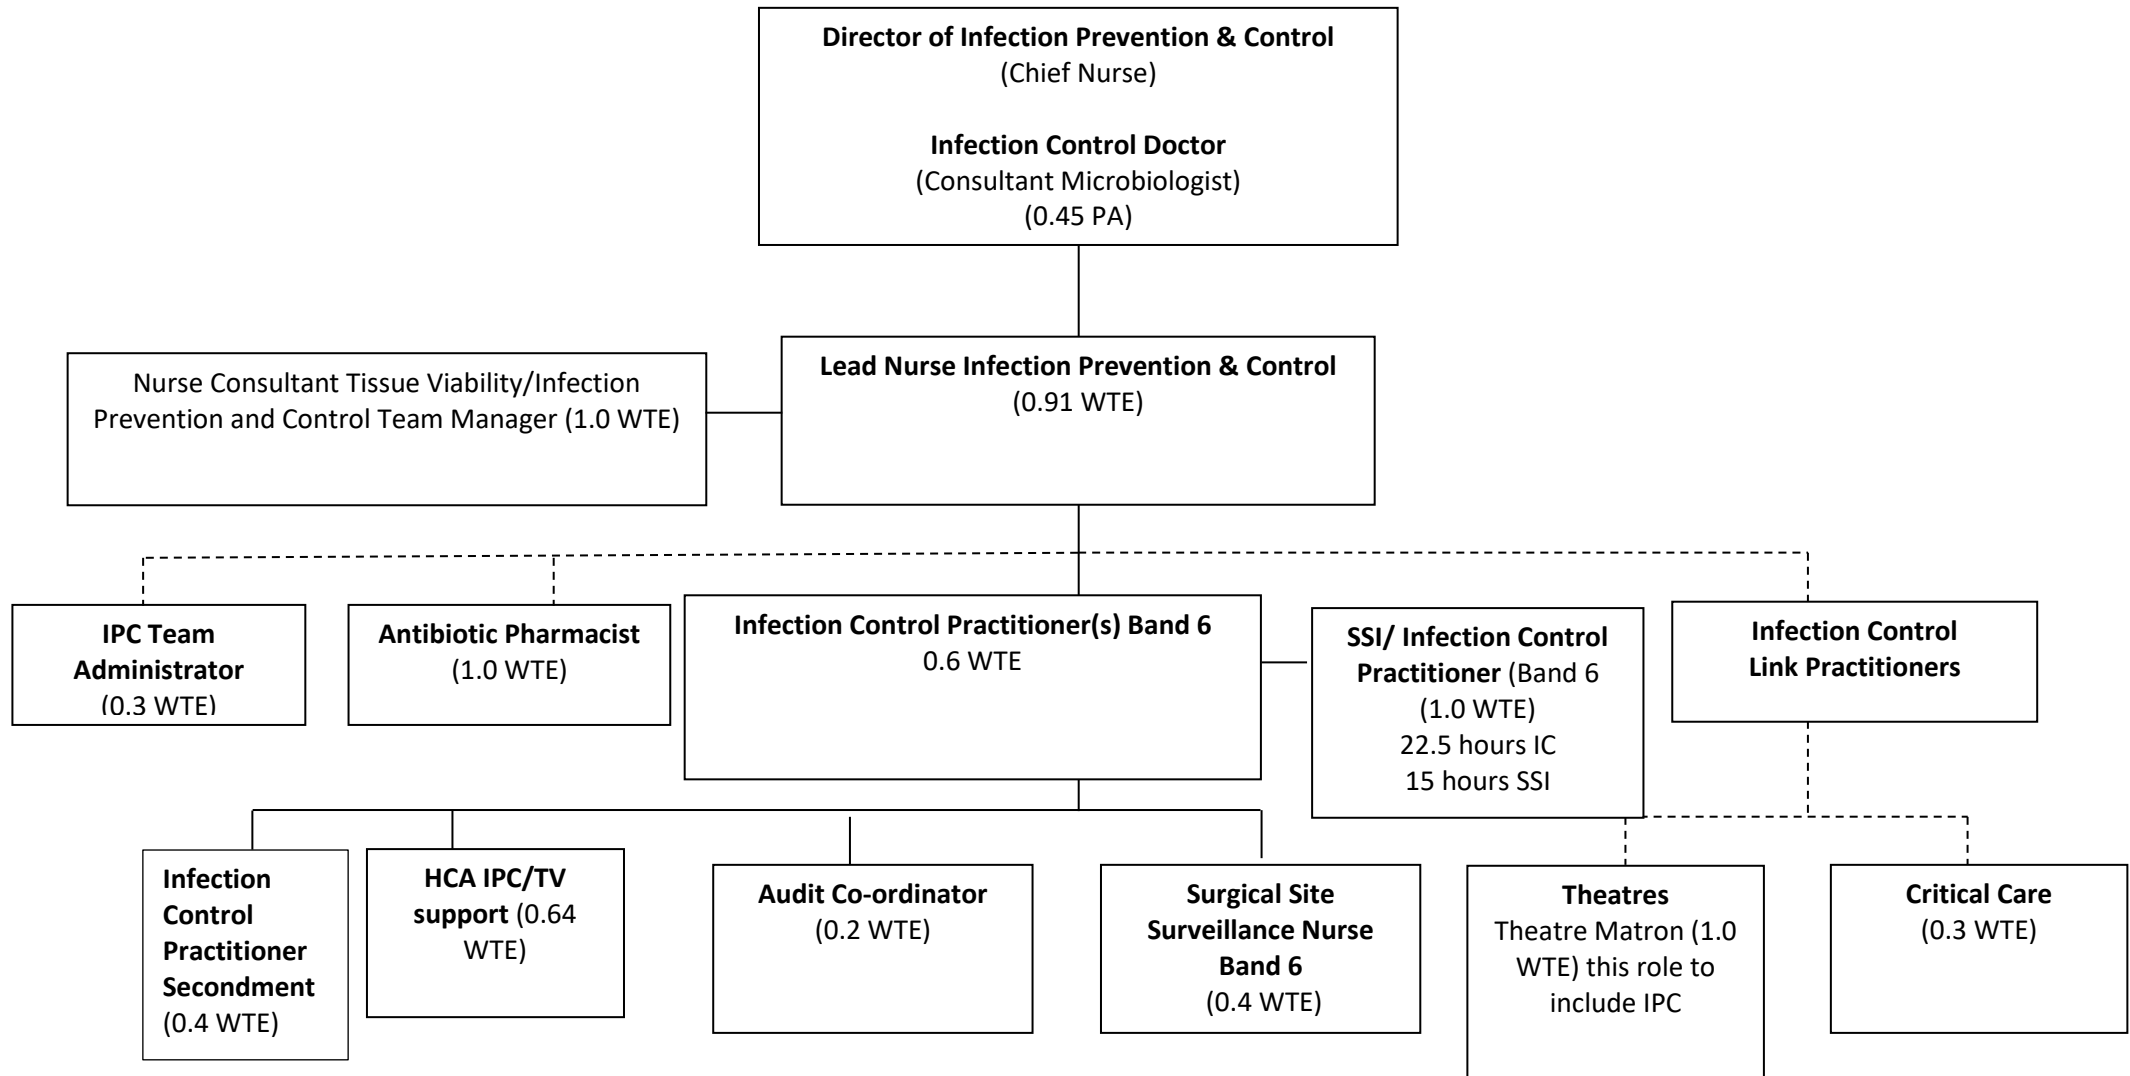 Director of Infection Prevention & Control
(Chief Nurse)
Infection Control Doctor
(Consultant Microbiologist)
(0.45 PA)
Nurse Consultant Tissue Viability/Infection
Prevention and Control Team Manager (1.0 WTE)
Lead Nurse Infection Prevention & Control
(0.91 WTE)
IPC Team
Administrator
(0.3 WTE)
Antibiotic Pharmacist
(1.0 WTE)
Infection Control Practitioner(s) Band 6
0.6 WTE
SSI/ Infection Control
Practitioner (Band 6
(1.0 WTE)
22.5 hours IC
15 hours SSI
Infection Control
Link Practitioners
Infection
Control
Practitioner
Secondment
(0.4 WTE)
HCA IPC/TV
support (0.64
WTE)
Audit Co-ordinator
(0.2 WTE)
Surgical Site
Surveillance Nurse
Band 6
(0.4 WTE)
Theatres
Theatre Matron (1.0
WTE) this role to
include IPC
Critical Care
(0.3 WTE)